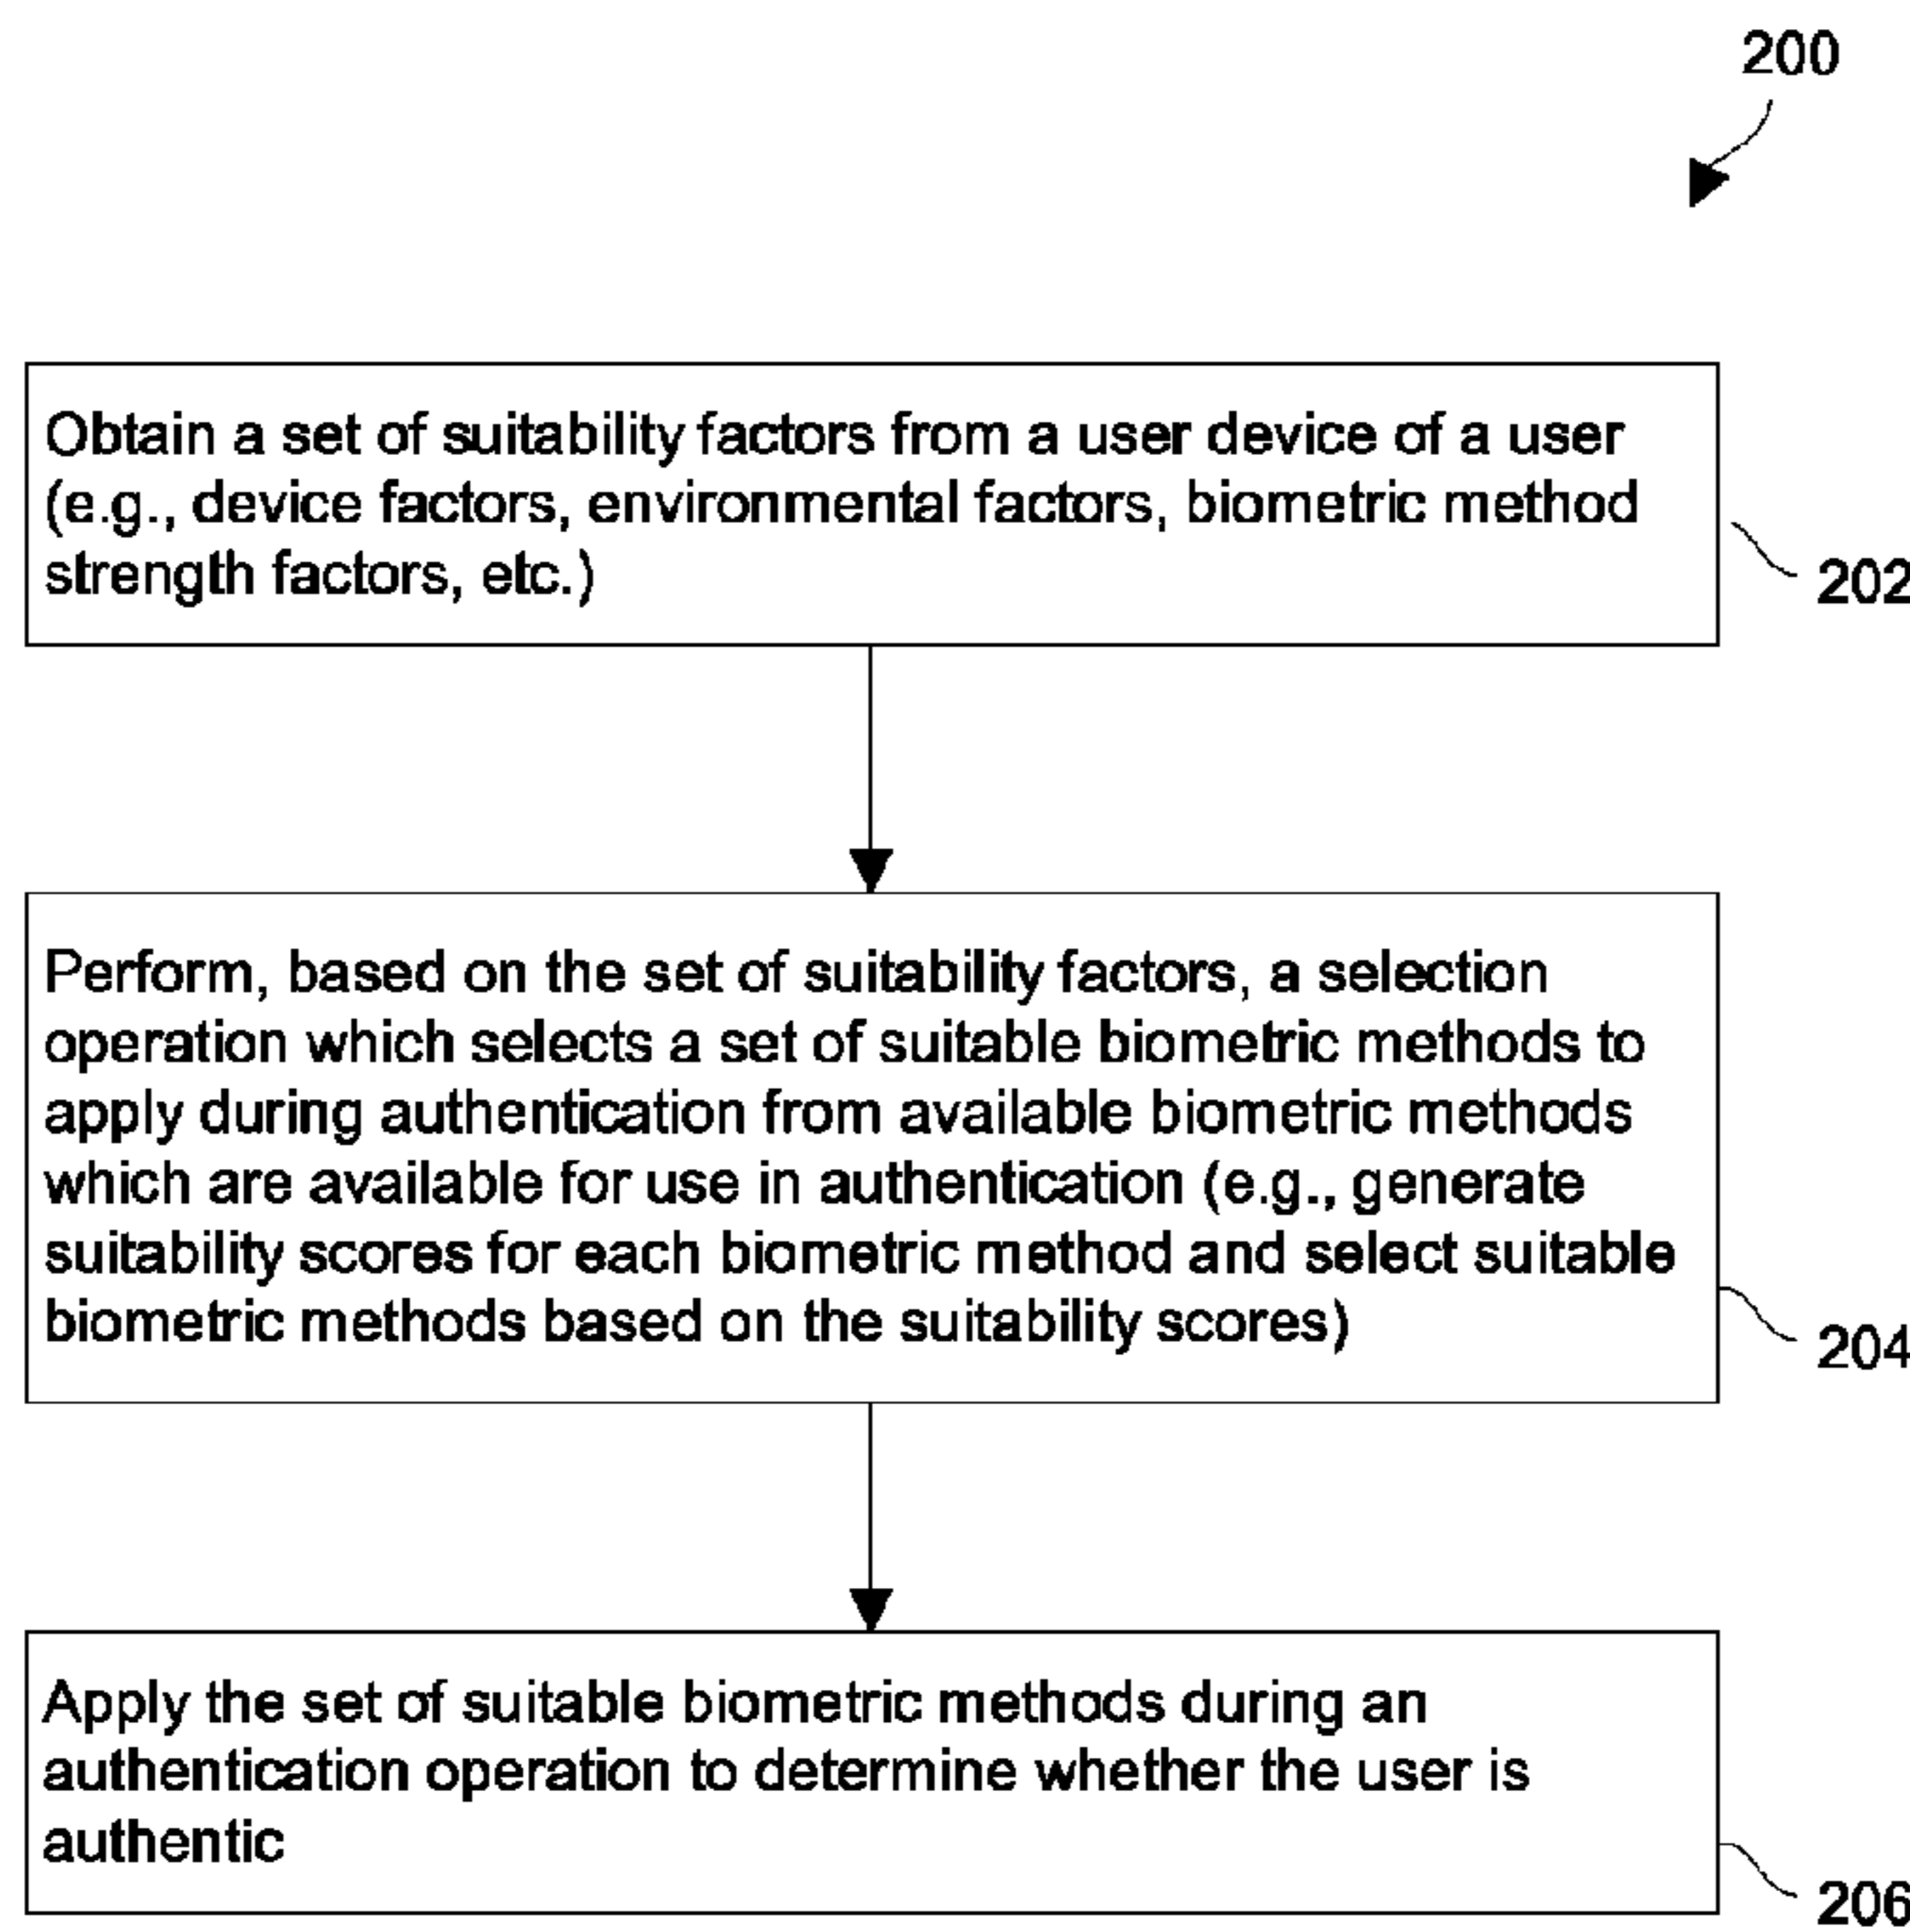 200
Obtain a set of suitability factors from a user device of a user
(e.g., device factors, environmental factors, biometric method
strength factors, etc.)
202
Perform, based on the set of suitability factors, a selection
operation which selects a set of suitable biometric methods to
apply during authentication from available biometric methods
which are available for use in authentication (e.g., generate
suitability scores for each biometric method and select suitable
biometric methods based on the suitability scores)
204
Apply the set of suitable biometric methods during an
authentication operation to determine whether the user is
authentic
206